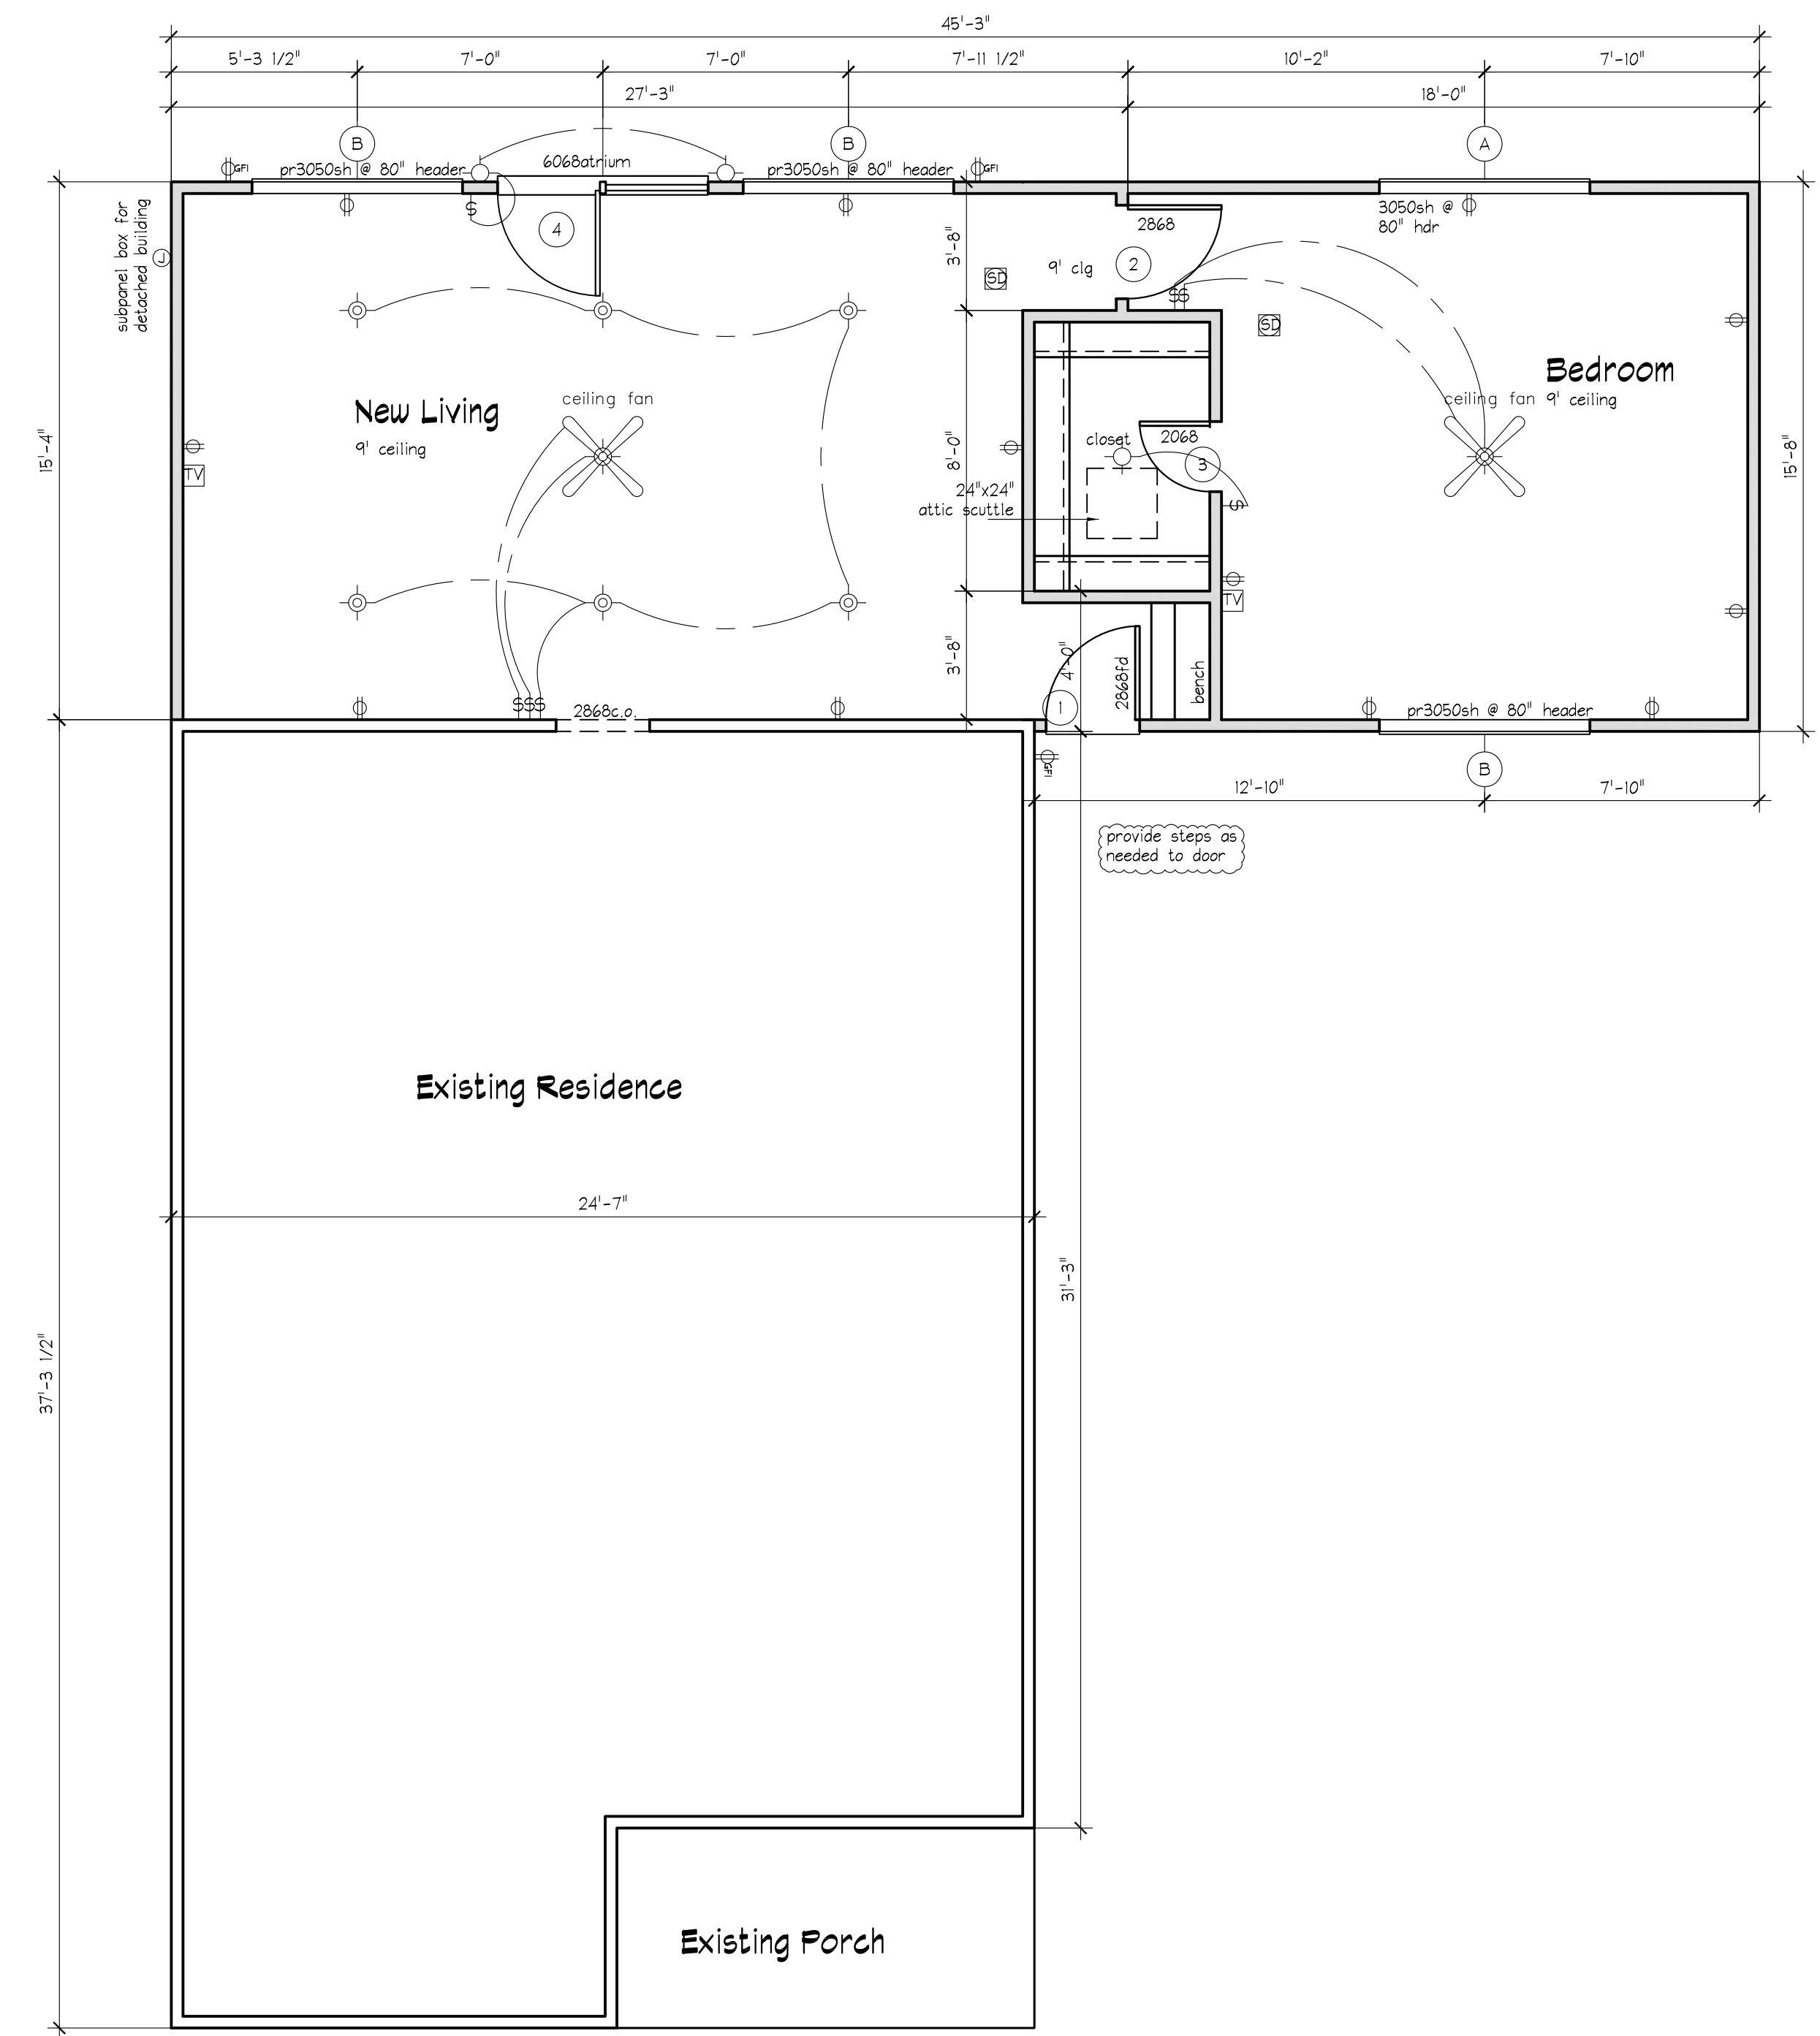 45'-3"
5'-3 1/2"
7'-0"
7'-0"
7'-11 1/2"
10'-2"
7'-10"
27'-3"
18'-0"
B
B
A
GFI
pr3050sh @ 80" header
6068atrium
pr3050sh @ 80" header
GFI
subpanel box for
detached building
S
4
2868
3050sh @
80" hdr
3'-8"
SD
9' clg
2
SS
SD
New Living
9' ceiling
ceiling fan
Bedroom
ceiling fan
9' ceiling
15'-4"
TV
8'-0"
closet
2068
3
24"x24"
attic scuttle
S
15'-8"
TV
3'-8"
4'-0"
2868fd
bench
SSS
2868c.o.
1
pr3050sh @ 80" header
GFI
B
12'-10"
7'-10"
provide steps as
needed to door
Existing Residence
24'-7"
31'-3"
37'-3 1/2"
Existing Porch